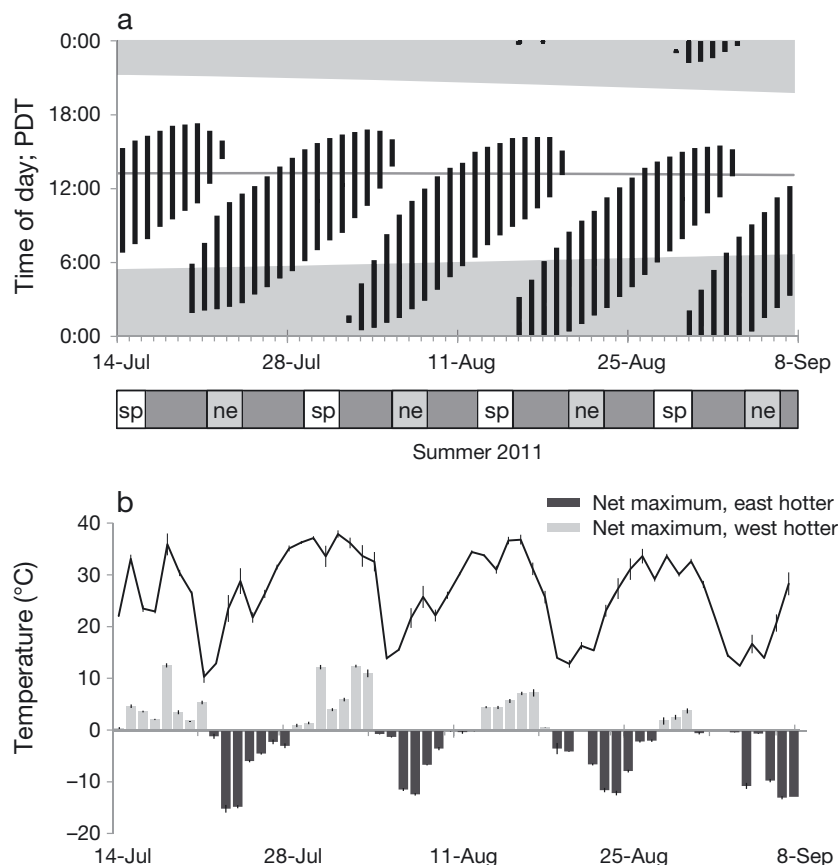 a
0:00
18:00
12:00
6:00
0:00
Time of day; PDT
14-Jul 28-Jul 11-Aug 25-Aug 8-Sep
sp ne sp ne sp ne sp ne
Summer 2011
b
Net maximum, east hotter
Net maximum, west hotter
40
30
20
10
0
–10
–20
Temperature (°C)
14-Jul 28-Jul 11-Aug 25-Aug 8-Sep